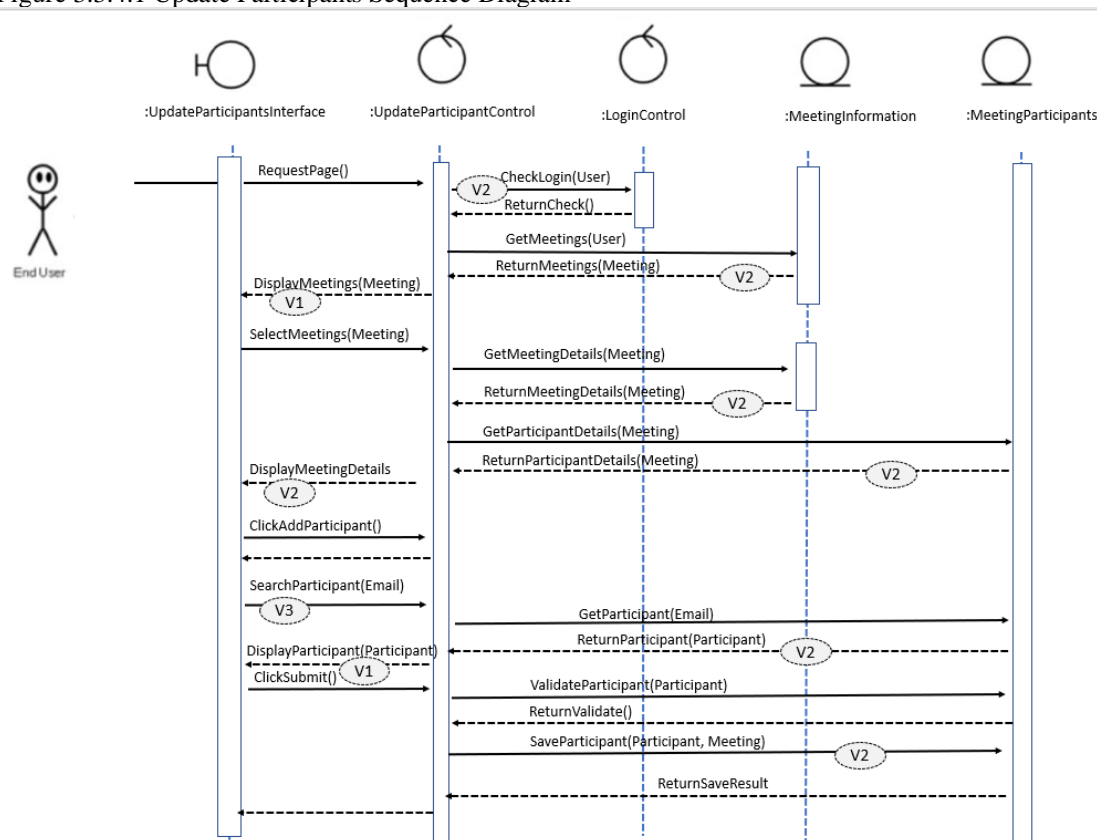 Figure 3.3.4.1 Update Participants Sequence Diagram
:UpdateParticipantsInterface
:UpdateParticipantControl
:LoginControl
:MeetingInformation
:MeetingParticipants
End User
RequestPage()
CheckLogin(User)
V2
ReturnCheck()
GetMeetings(User)
ReturnMeetings(Meeting)
V2
DisplayMeetings(Meeting)
V1
SelectMeetings(Meeting)
GetMeetingDetails(Meeting)
ReturnMeetingDetails(Meeting)
V2
GetParticipantDetails(Meeting)
ReturnParticipantDetails(Meeting)
V2
DisplayMeetingDetails
V2
ClickAddParticipant()
SearchParticipant(Email)
V3
GetParticipant(Email)
ReturnParticipant(Participant)
V2
DisplayParticipant(Participant)
V1
ClickSubmit()
ValidateParticipant(Participant)
ReturnValidate()
SaveParticipant(Participant, Meeting)
V2
ReturnSaveResult